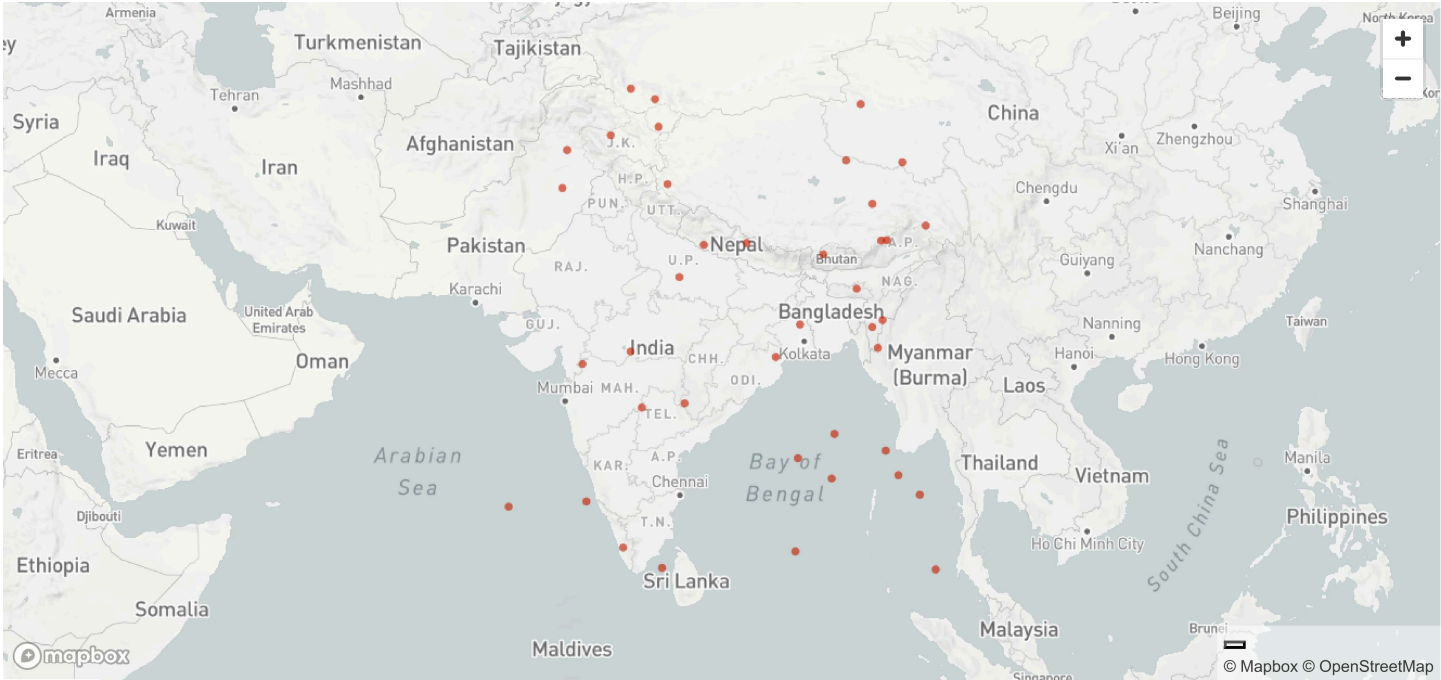 Armenia
Beijing
North Korea
Turkmenistan
Tajikistan
Mashhad
Tehran
China
Syria
Afghanistan
J.K.
Xi'an
Zhengzhou
Iraq
Iran
H.P.
Chengdu
Shanghai
PUN.
UTT.
Kuwait
Pakistan
Nepal
A.P.
Nanchang
Bhutan
Guiyang
RAJ.
U.P.
NAG.
Karachi
Saudi Arabia
United Arab
Emirates
GUJ.
Bangladesh
Nanning
Taiwan
India
Kolkata
Myanmar
(Burma)
Hanoi
Hong Kong
Oman
CHH.
Mecca
Mumbai
MAH.
ODI.
Laos
TEL.
Yemen
Eritrea
Arabian
Sea
KAR.
A.P.
Bay of
Bengal
Thailand
Vietnam
Manila
Chennai
South China Sea
Djibouti
T.N.
Philippines
Ho Chi Minh City
Ethiopia
Sri Lanka
Somalia
Malaysia
Brunei
Maldives
mapbox
Singapore
© Mapbox © OpenStreetMap